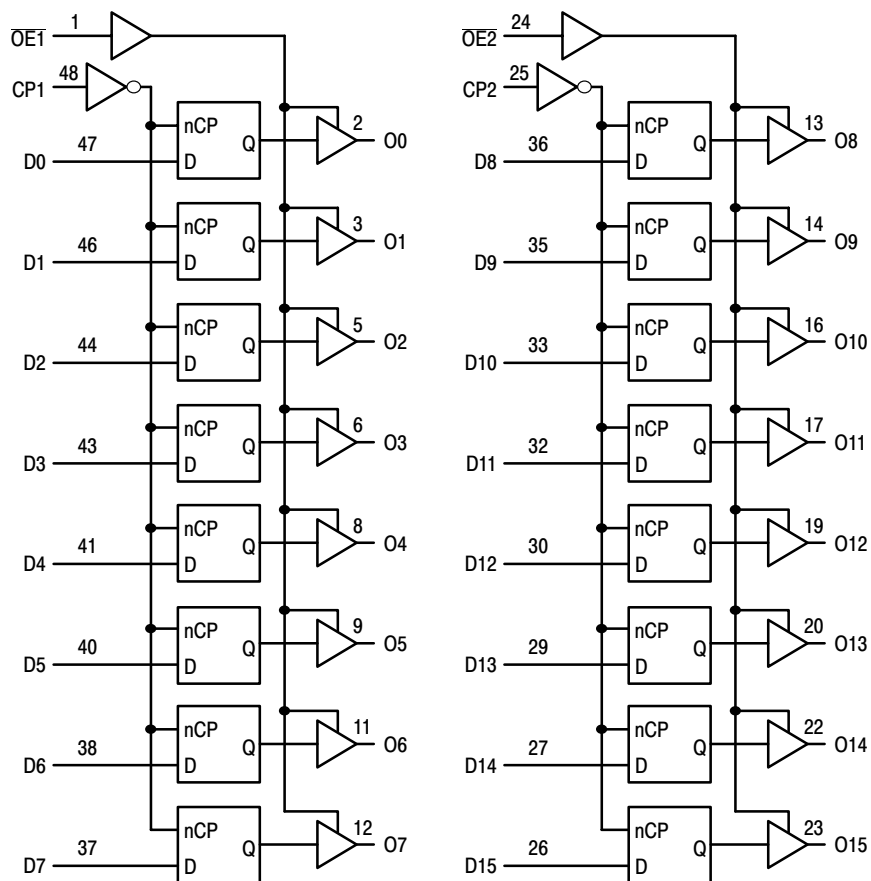 OE1 1
CP1 48
nCP
D0 47 D Q 2 O0
nCP
D1 46 D Q 3 O1
nCP
D2 44 D Q 5 O2
nCP
D3 43 D Q 6 O3
nCP
D4 41 D Q 8 O4
nCP
D5 40 D Q 9 O5
nCP
D6 38 D Q 11 O6
nCP
D7 37 D Q 12 O7
OE2 24
CP2 25
nCP
D8 36 D Q 13 O8
nCP
D9 35 D Q 14 O9
nCP
D10 33 D Q 16 O10
nCP
D11 32 D Q 17 O11
nCP
D12 30 D Q 19 O12
nCP
D13 29 D Q 20 O13
nCP
D14 27 D Q 22 O14
nCP
D15 26 D Q 23 O15